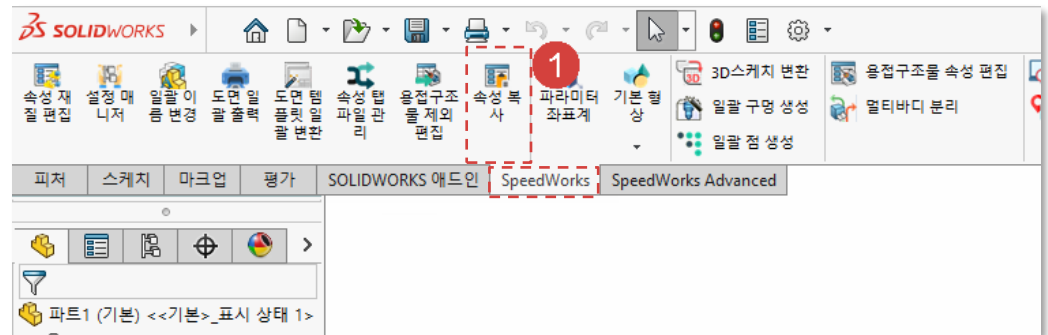 SOLIDWORKS
속성 재
질 편집
설정 매
니저
일괄 이
름 변경
도면 일
괄 출력
도면 템
플릿 일
괄 변환
속성 탭
파일 관
리
용접구조
물 제외
편집
속성 복
사
1
파라미터
좌표계
기본 형
상
3D스케치 변환
일괄 구멍 생성
일괄 점 생성
용접구조물 속성 편집
멀티바디 분리
피처 스케치 마크업 평가 SOLIDWORKS 애드인 SpeedWorks SpeedWorks Advanced
파트1 (기본) <<기본>_표시 상태 1>